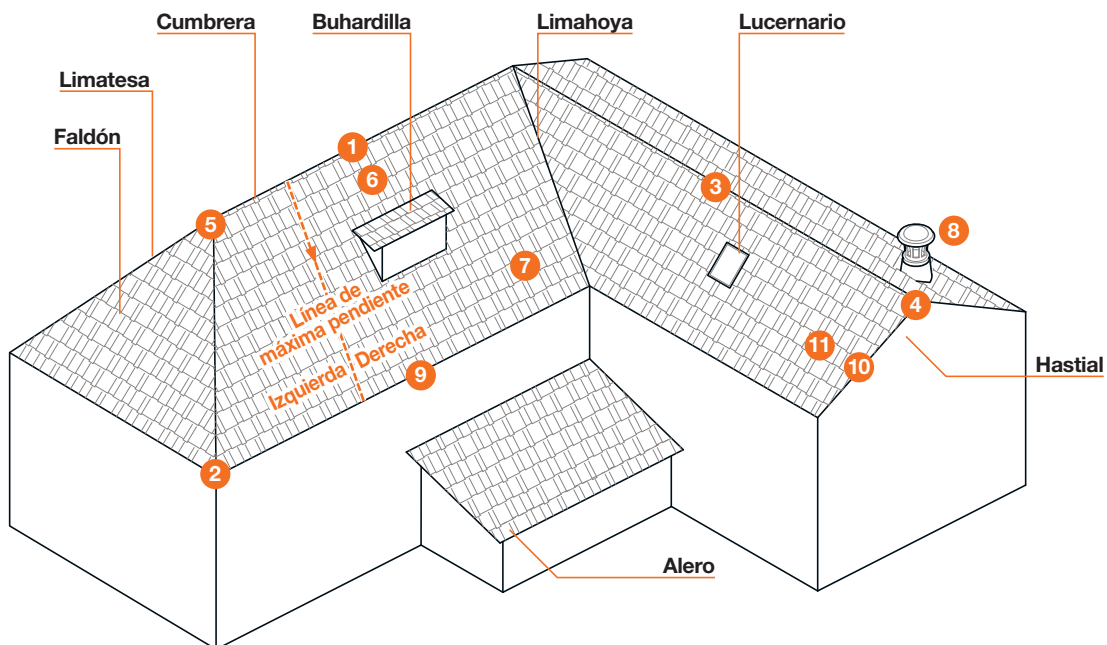 Cumbrera
Buhardilla
Limahoya
Lucernario
Limatesa
Faldón
1
6
3
5
8
7
Línea de
máxima pendiente
4
Izquierda
Derecha
11
10
Hastial
9
2
Alero